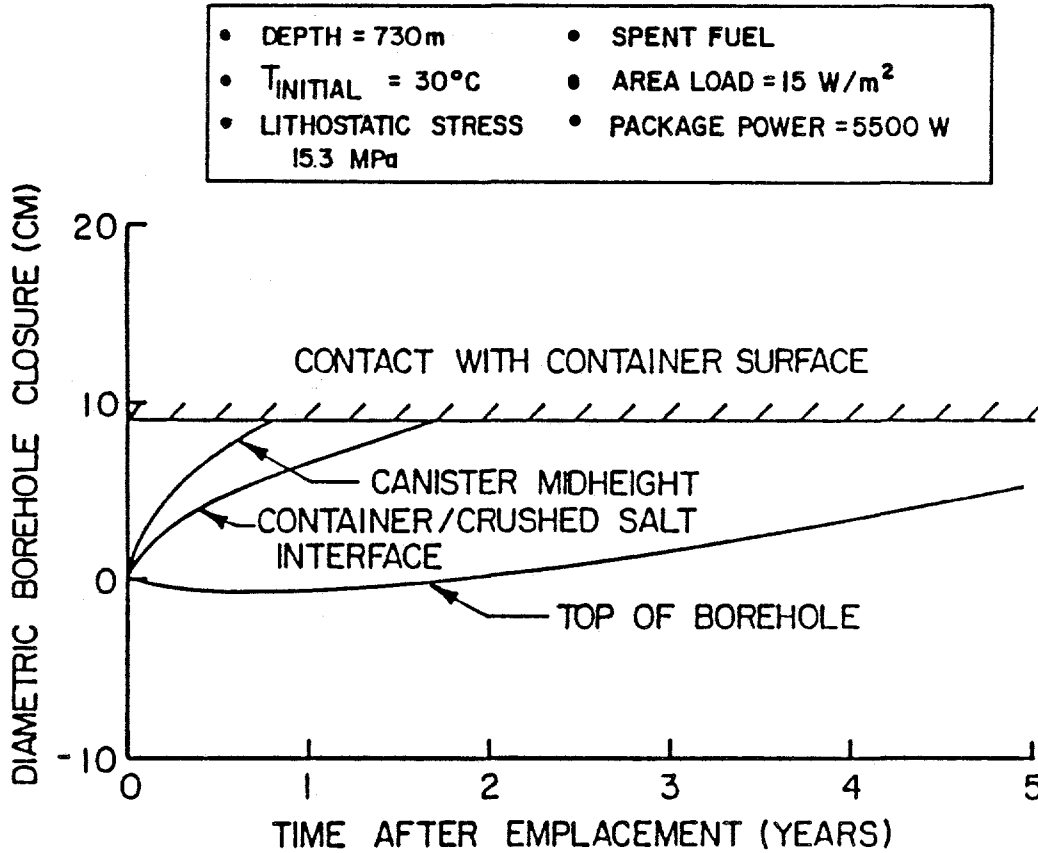 • DEPTH = 730m
• T INITIAL = 30°C
• LITHOSTATIC STRESS
15.3 MPa
• SPENT FUEL
• AREA LOAD = 15 W/m²
• PACKAGE POWER = 5500 W
DIAMETRIC BOREHOLE CLOSURE (CM)
20
10
0
-10
CONTACT WITH CONTAINER SURFACE
CANISTER MIDHEIGHT
CONTAINER/CRUSHED SALT
INTERFACE
TOP OF BOREHOLE
0 1 2 3 4 5
TIME AFTER EMPLACEMENT (YEARS)